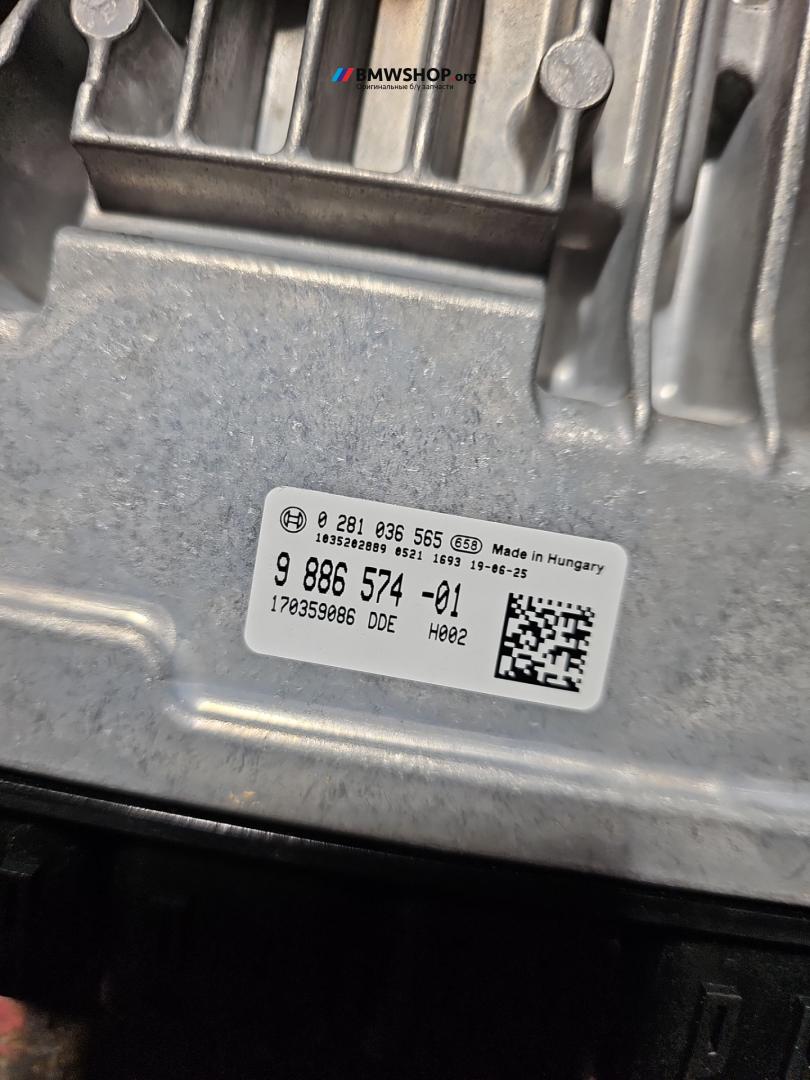 BMWSHOP.org
Оригинальные б/у запчасти
0 281 036 565 658 Made in Hungary
1035202889 0521 1693 19-06-25
9 886 574 -01
170359086 DDE H002